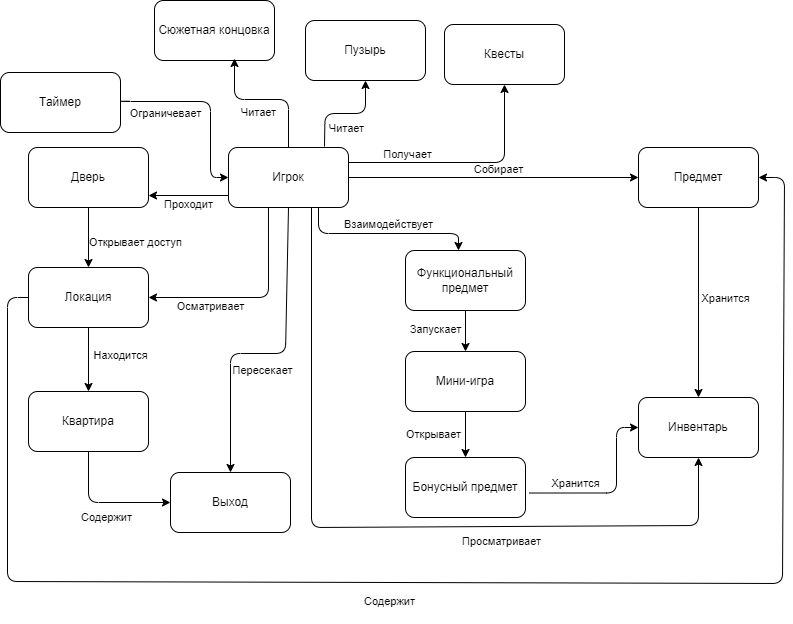 Сюжетная концовка
Пузырь
Квесты
Таймер
Ограничевает
Читает
Читает
Получает
Дверь
Игрок
Собирает
Предмет
Проходит
Взаимодействует
Открывает доступ
Функциональный
предмет
Локация
Осматривает
Хранится
Запускает
Находится
Пересекает
Мини-игра
Квартира
Открывает
Инвентарь
Бонусный предмет
Хранится
Выход
Содержит
Просматривает
Содержит